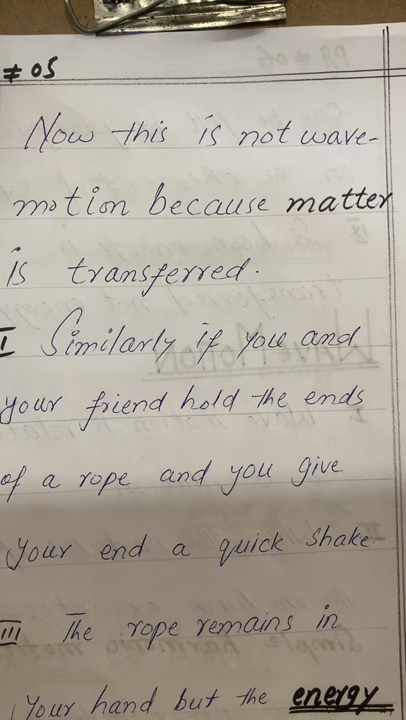 # 05
Now this is not wave-
motion because matter
is transferred.
I Similarly if you and
your friend hold the ends
of a rope and you give
your end a quick shake
III The rope remains in
your hand but the energy